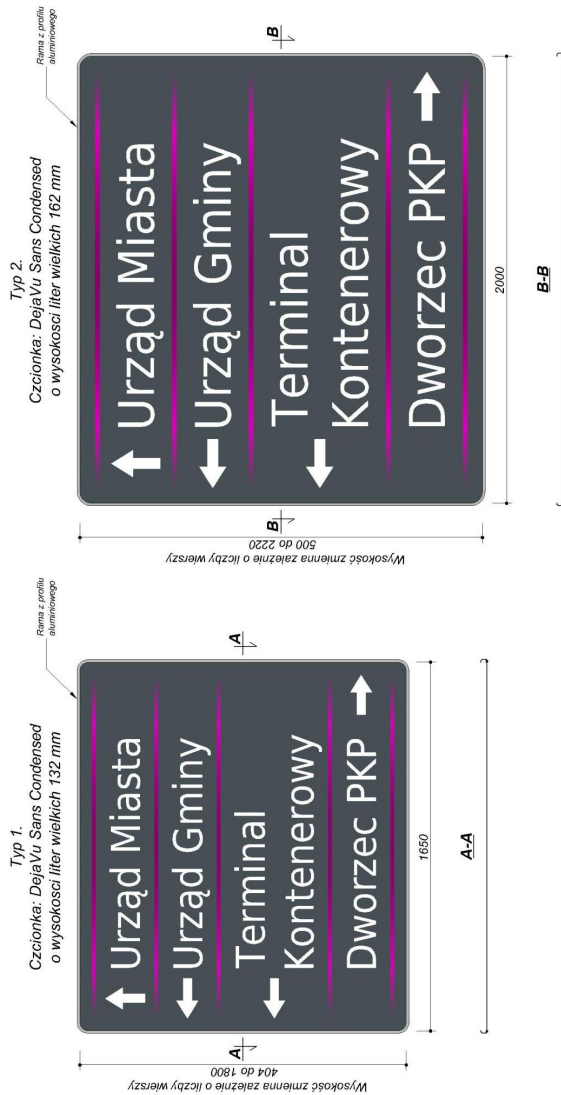 Typ 1.
Czcionka: DejaVu Sans Condensed
o wysokosci liter wielkich 132 mm
Rama z profilu
aluminiowego
Urząd Miasta
Urząd Gminy
Terminal
Kontenerowy
Dworzec PKP
A
A
1650
A-A
Wysokość zmienna zależnie o liczby wierszy
404 do 1800
Typ 2.
Czcionka: DejaVu Sans Condensed
o wysokosci liter wielkich 162 mm
Rama z profilu
aluminiowego
Urząd Miasta
Urząd Gminy
Terminal
Kontenerowy
Dworzec PKP
B
B
2000
B-B
Wysokość zmienna zależnie o liczby wierszy
500 do 2220